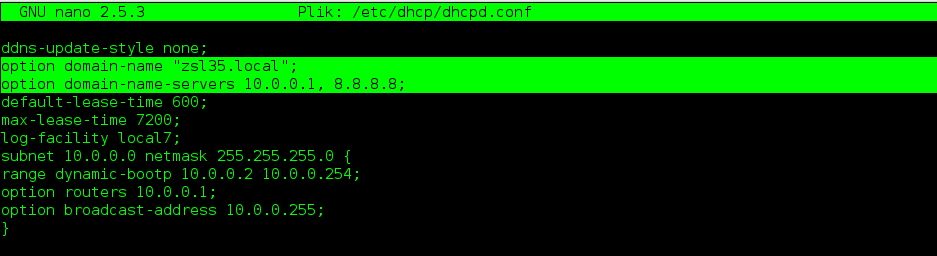 GNU nano 2.5.3 Plik: /etc/dhcp/dhcpd.conf
ddns-update-style none;
option domain-name "zsl35.local";
option domain-name-servers 10.0.0.1, 8.8.8.8;
default-lease-time 600;
max-lease-time 7200;
log-facility local7;
subnet 10.0.0.0 netmask 255.255.255.0 {
range dynamic-bootp 10.0.0.2 10.0.0.254;
option routers 10.0.0.1;
option broadcast-address 10.0.0.255;
}